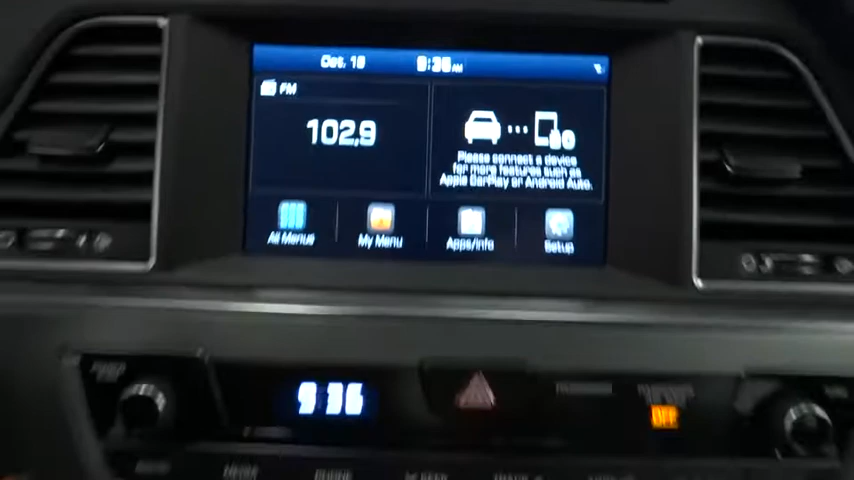 Oct. 18 9:36 AM
FM
102.9
Please connect a device
for more features such as
Apple CarPlay or Android Auto.
All Menus My Menu Apps/Info Setup
9:36
OFF